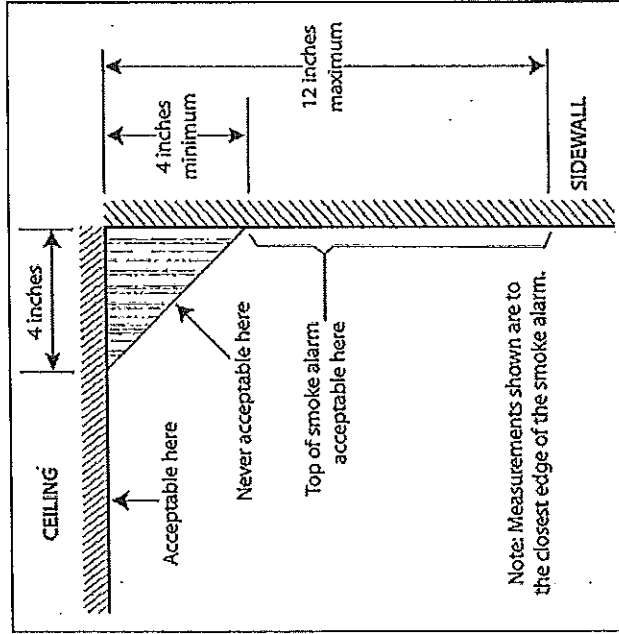 CEILING
4 inches
4 inches
minimum
12 inches
maximum
Acceptable here
Never acceptable here
Top of smoke alarm
acceptable here
SIDEWALL
Note: Measurements shown are to
the closest edge of the smoke alarm.